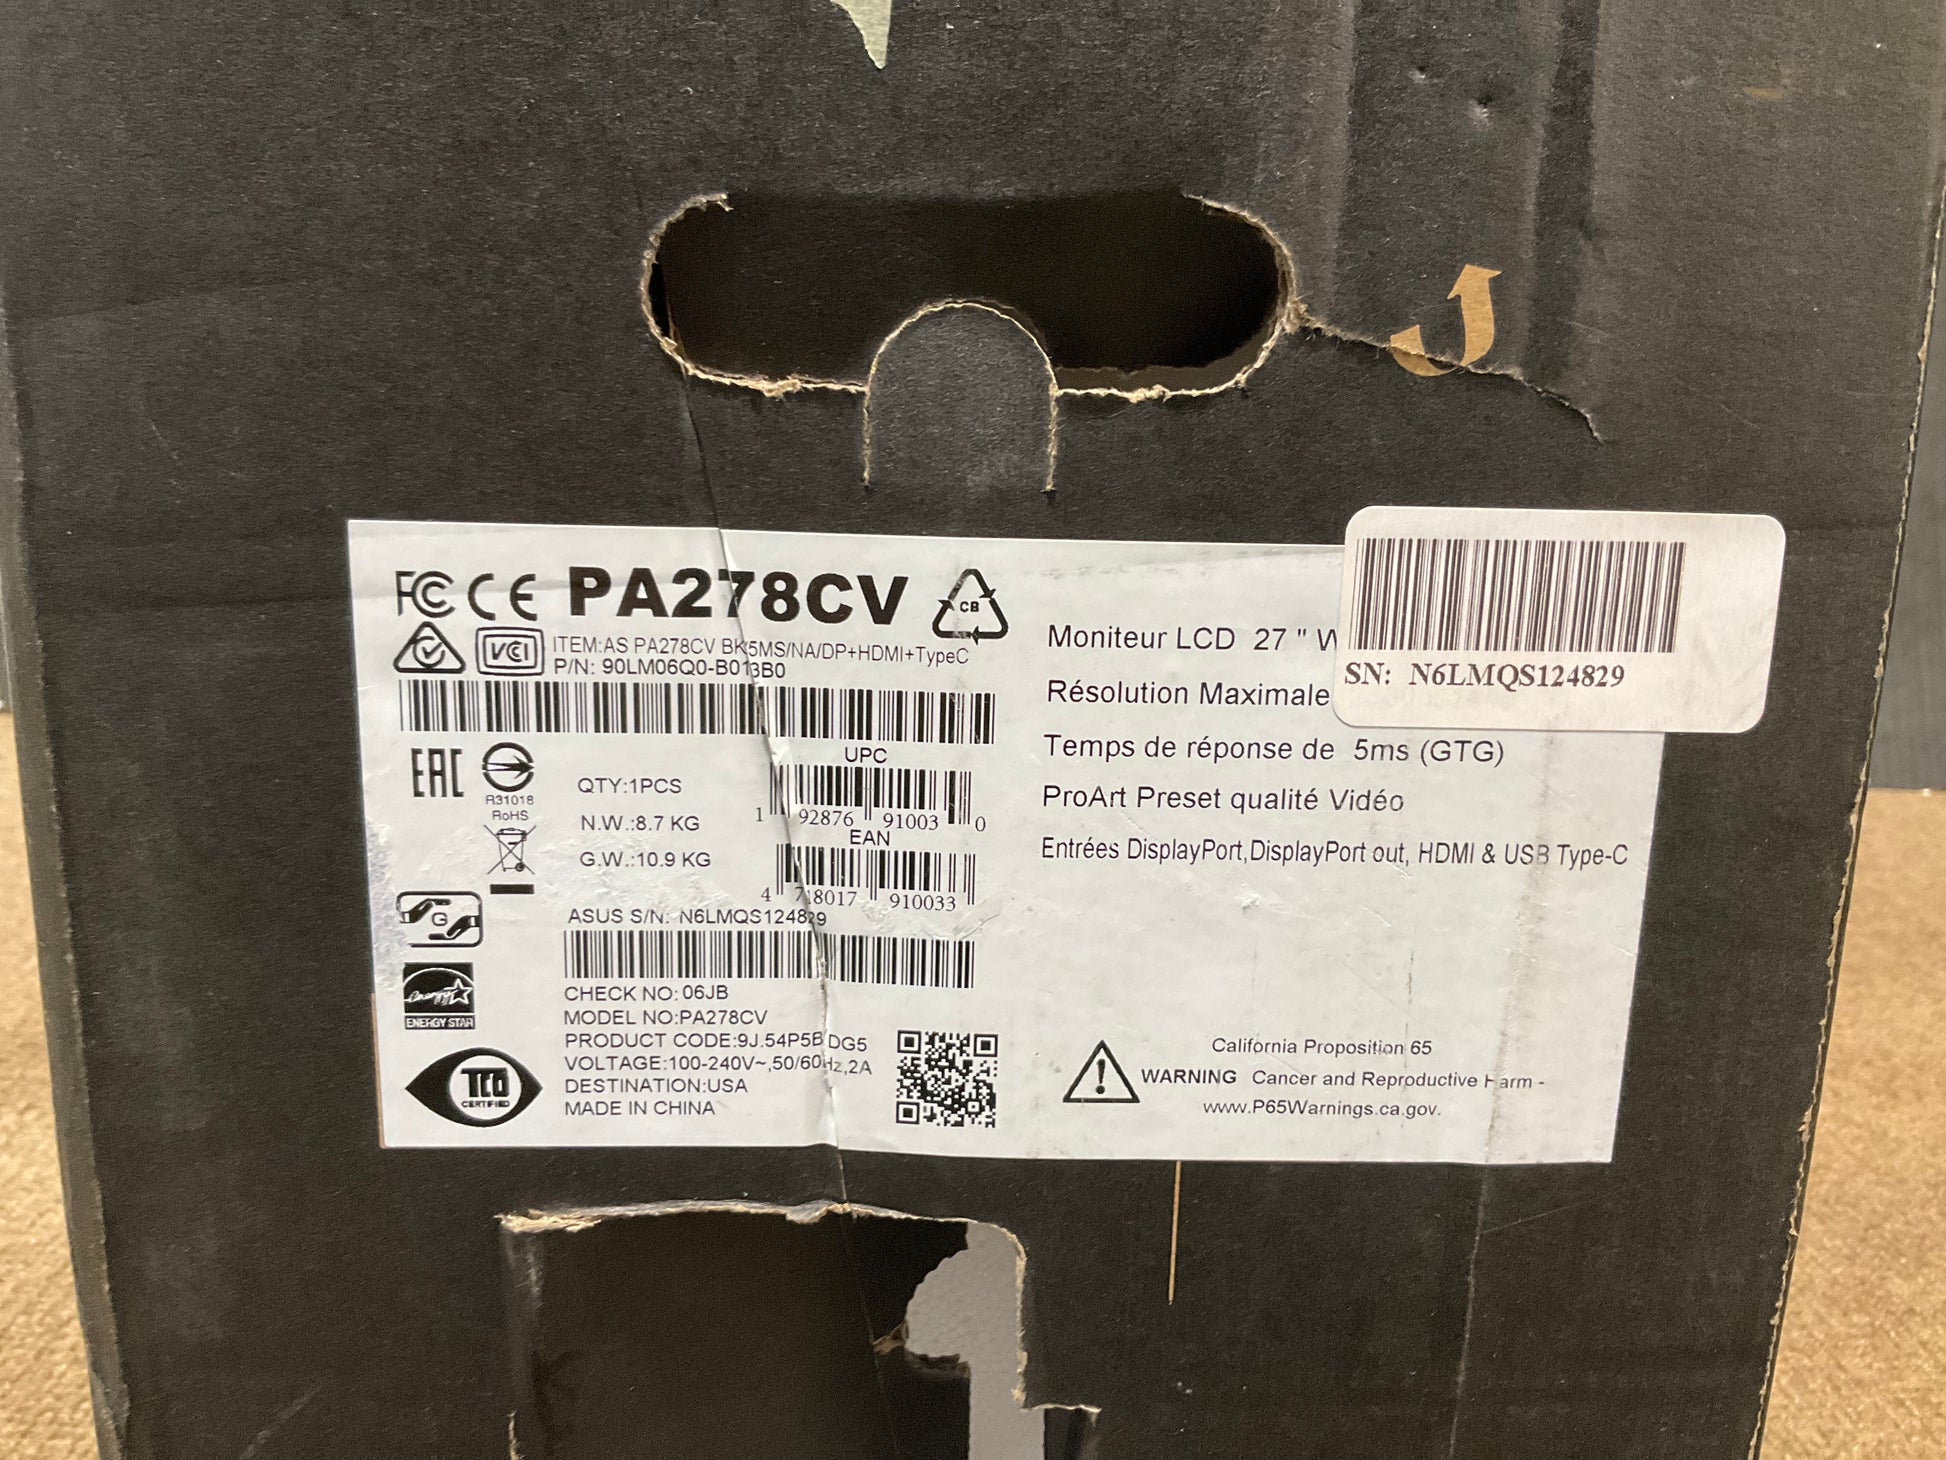 FC CE PA278CV CB
VCCI ITEM:AS PA278CV BK/5MS/NA/DP+HDMI+TypeC
P/N: 90LM06Q0-B013B0
UPC
EAC
R31018
RoHS
QTY:1PCS
1 92876 91003 0
N.W.:8.7 KG
EAN
G.W.:10.9 KG
4 718017 910033
G
ASUS S/N: N6LMQS124829
energy
ENERGY STAR
CHECK NO: 06JB
MODEL NO:PA278CV
PRODUCT CODE:9J.54P5B DG5
VOLTAGE:100-240V~,50/60Hz,2A
DESTINATION:USA
MADE IN CHINA
TCO
CERTIFIED
Moniteur LCD 27 "
Résolution Maximale
Temps de réponse de 5ms (GTG)
ProArt Preset qualité Vidéo
Entrées DisplayPort,DisplayPort out, HDMI & USB Type-C
SN: N6LMQS124829
California Proposition 65
WARNING Cancer and Reproductive Harm -
www.P65Warnings.ca.gov.